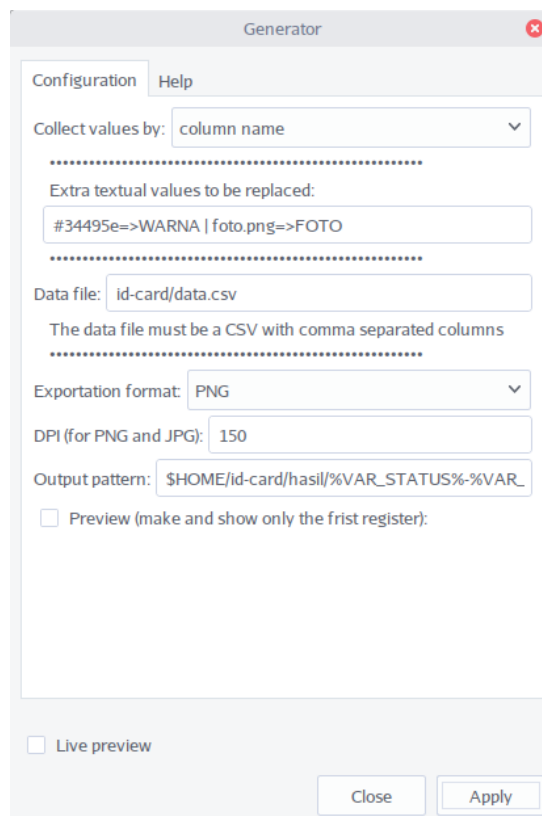 Generator
Configuration Help
Collect values by: column name
Extra textual values to be replaced:
#34495e=>WARNA | foto.png=>FOTO
Data file: id-card/data.csv
The data file must be a CSV with comma separated columns
Exportation format: PNG
DPI (for PNG and JPG): 150
Output pattern: $HOME/id-card/hasil/%VAR_STATUS%-%VAR_
Preview (make and show only the frist register):
Live preview
Close Apply